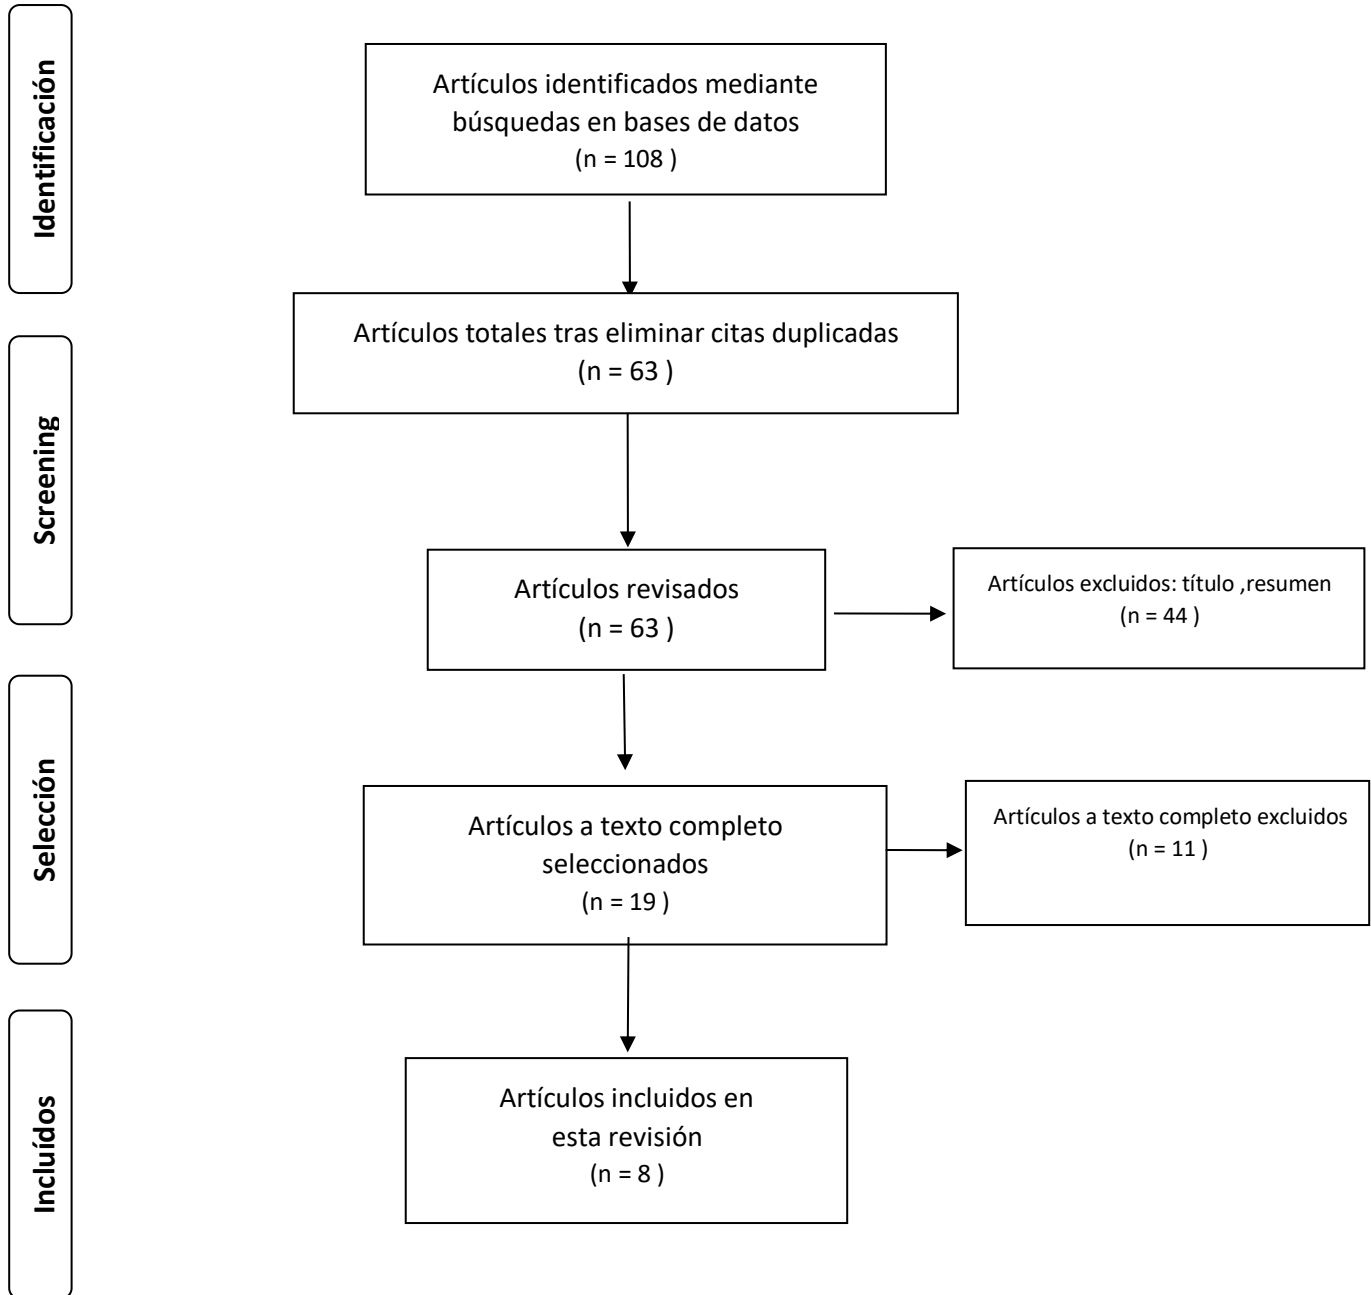 Identificación
Artículos identificados mediante
búsquedas en bases de datos
(n = 108 )
Artículos totales tras eliminar citas duplicadas
(n = 63 )
Screening
Artículos revisados
(n = 63 )
Artículos excluidos: título ,resumen
(n = 44 )
Selección
Artículos a texto completo
seleccionados
(n = 19 )
Artículos a texto completo excluidos
(n = 11 )
Incluídos
Artículos incluidos en
esta revisión
(n = 8 )